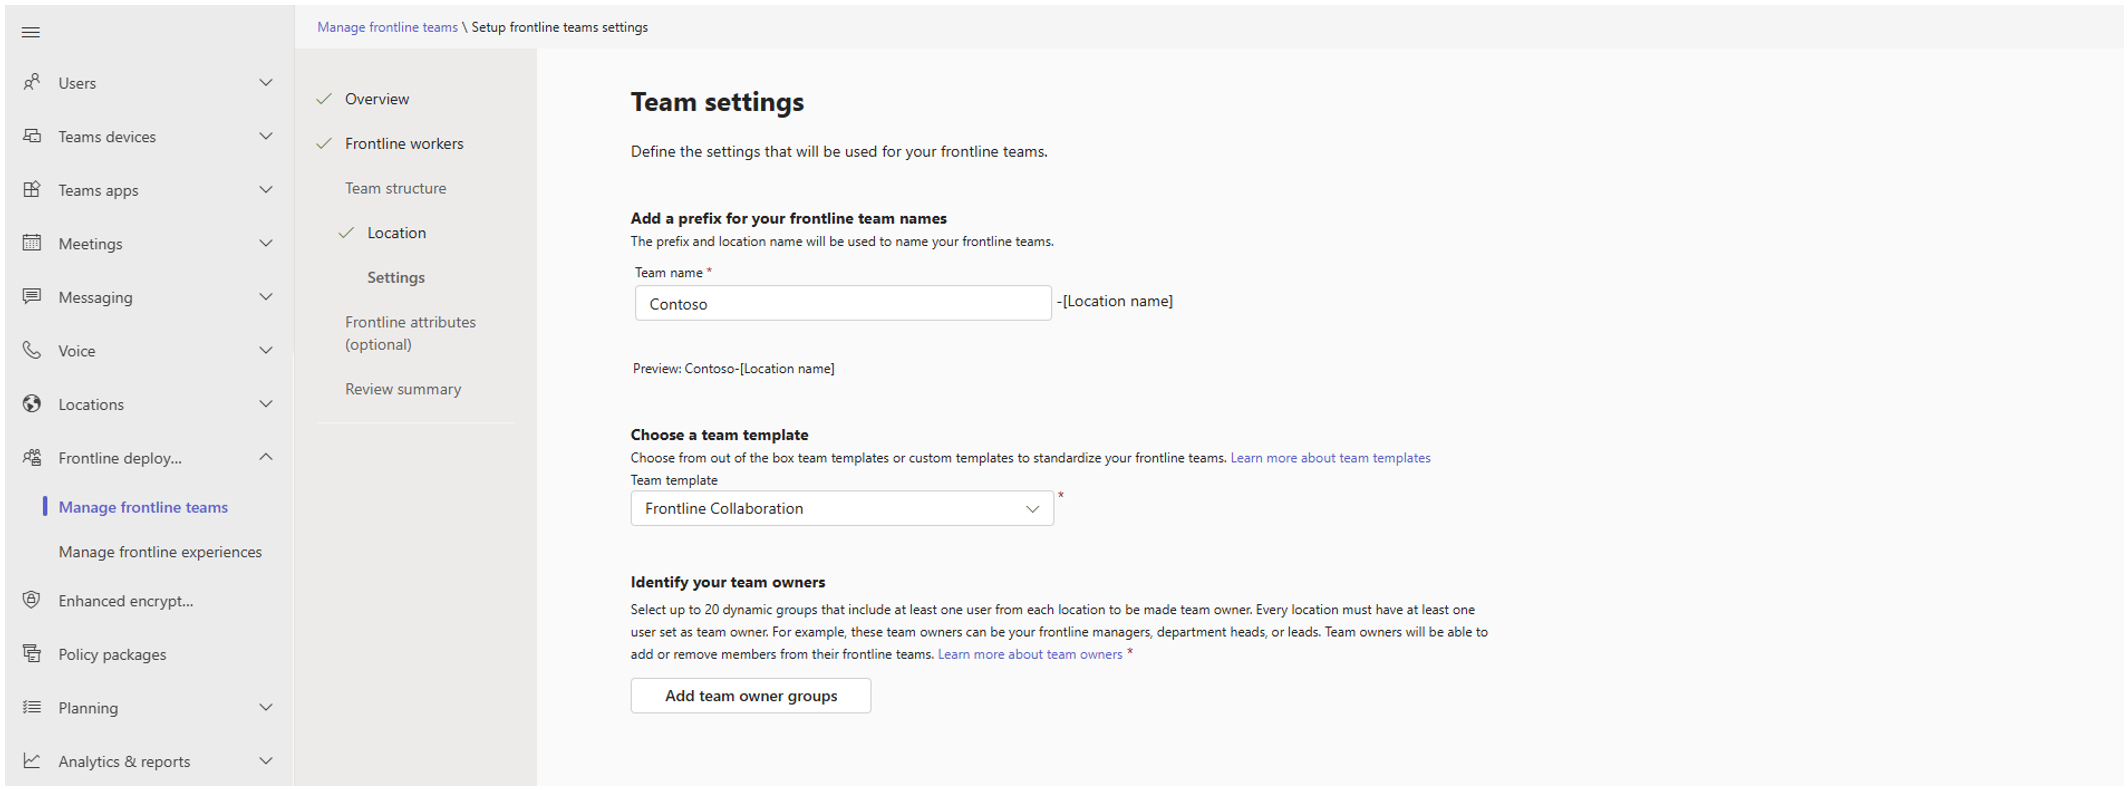 Manage frontline teams \ Setup frontline teams settings
Users
Teams devices
Teams apps
Meetings
Messaging
Voice
Locations
Frontline deploy...
Manage frontline teams
Manage frontline experiences
Enhanced encrypt...
Policy packages
Planning
Analytics & reports
Overview
Frontline workers
Team structure
Location
Settings
Frontline attributes
(optional)
Review summary
Team settings
Define the settings that will be used for your frontline teams.
Add a prefix for your frontline team names
The prefix and location name will be used to name your frontline teams.
Team name *
Contoso -[Location name]
Preview: Contoso-[Location name]
Choose a team template
Choose from out of the box team templates or custom templates to standardize your frontline teams. Learn more about team templates
Team template
Frontline Collaboration *
Identify your team owners
Select up to 20 dynamic groups that include at least one user from each location to be made team owner. Every location must have at least one
user set as team owner. For example, these team owners can be your frontline managers, department heads, or leads. Team owners will be able to
add or remove members from their frontline teams. Learn more about team owners *
Add team owner groups